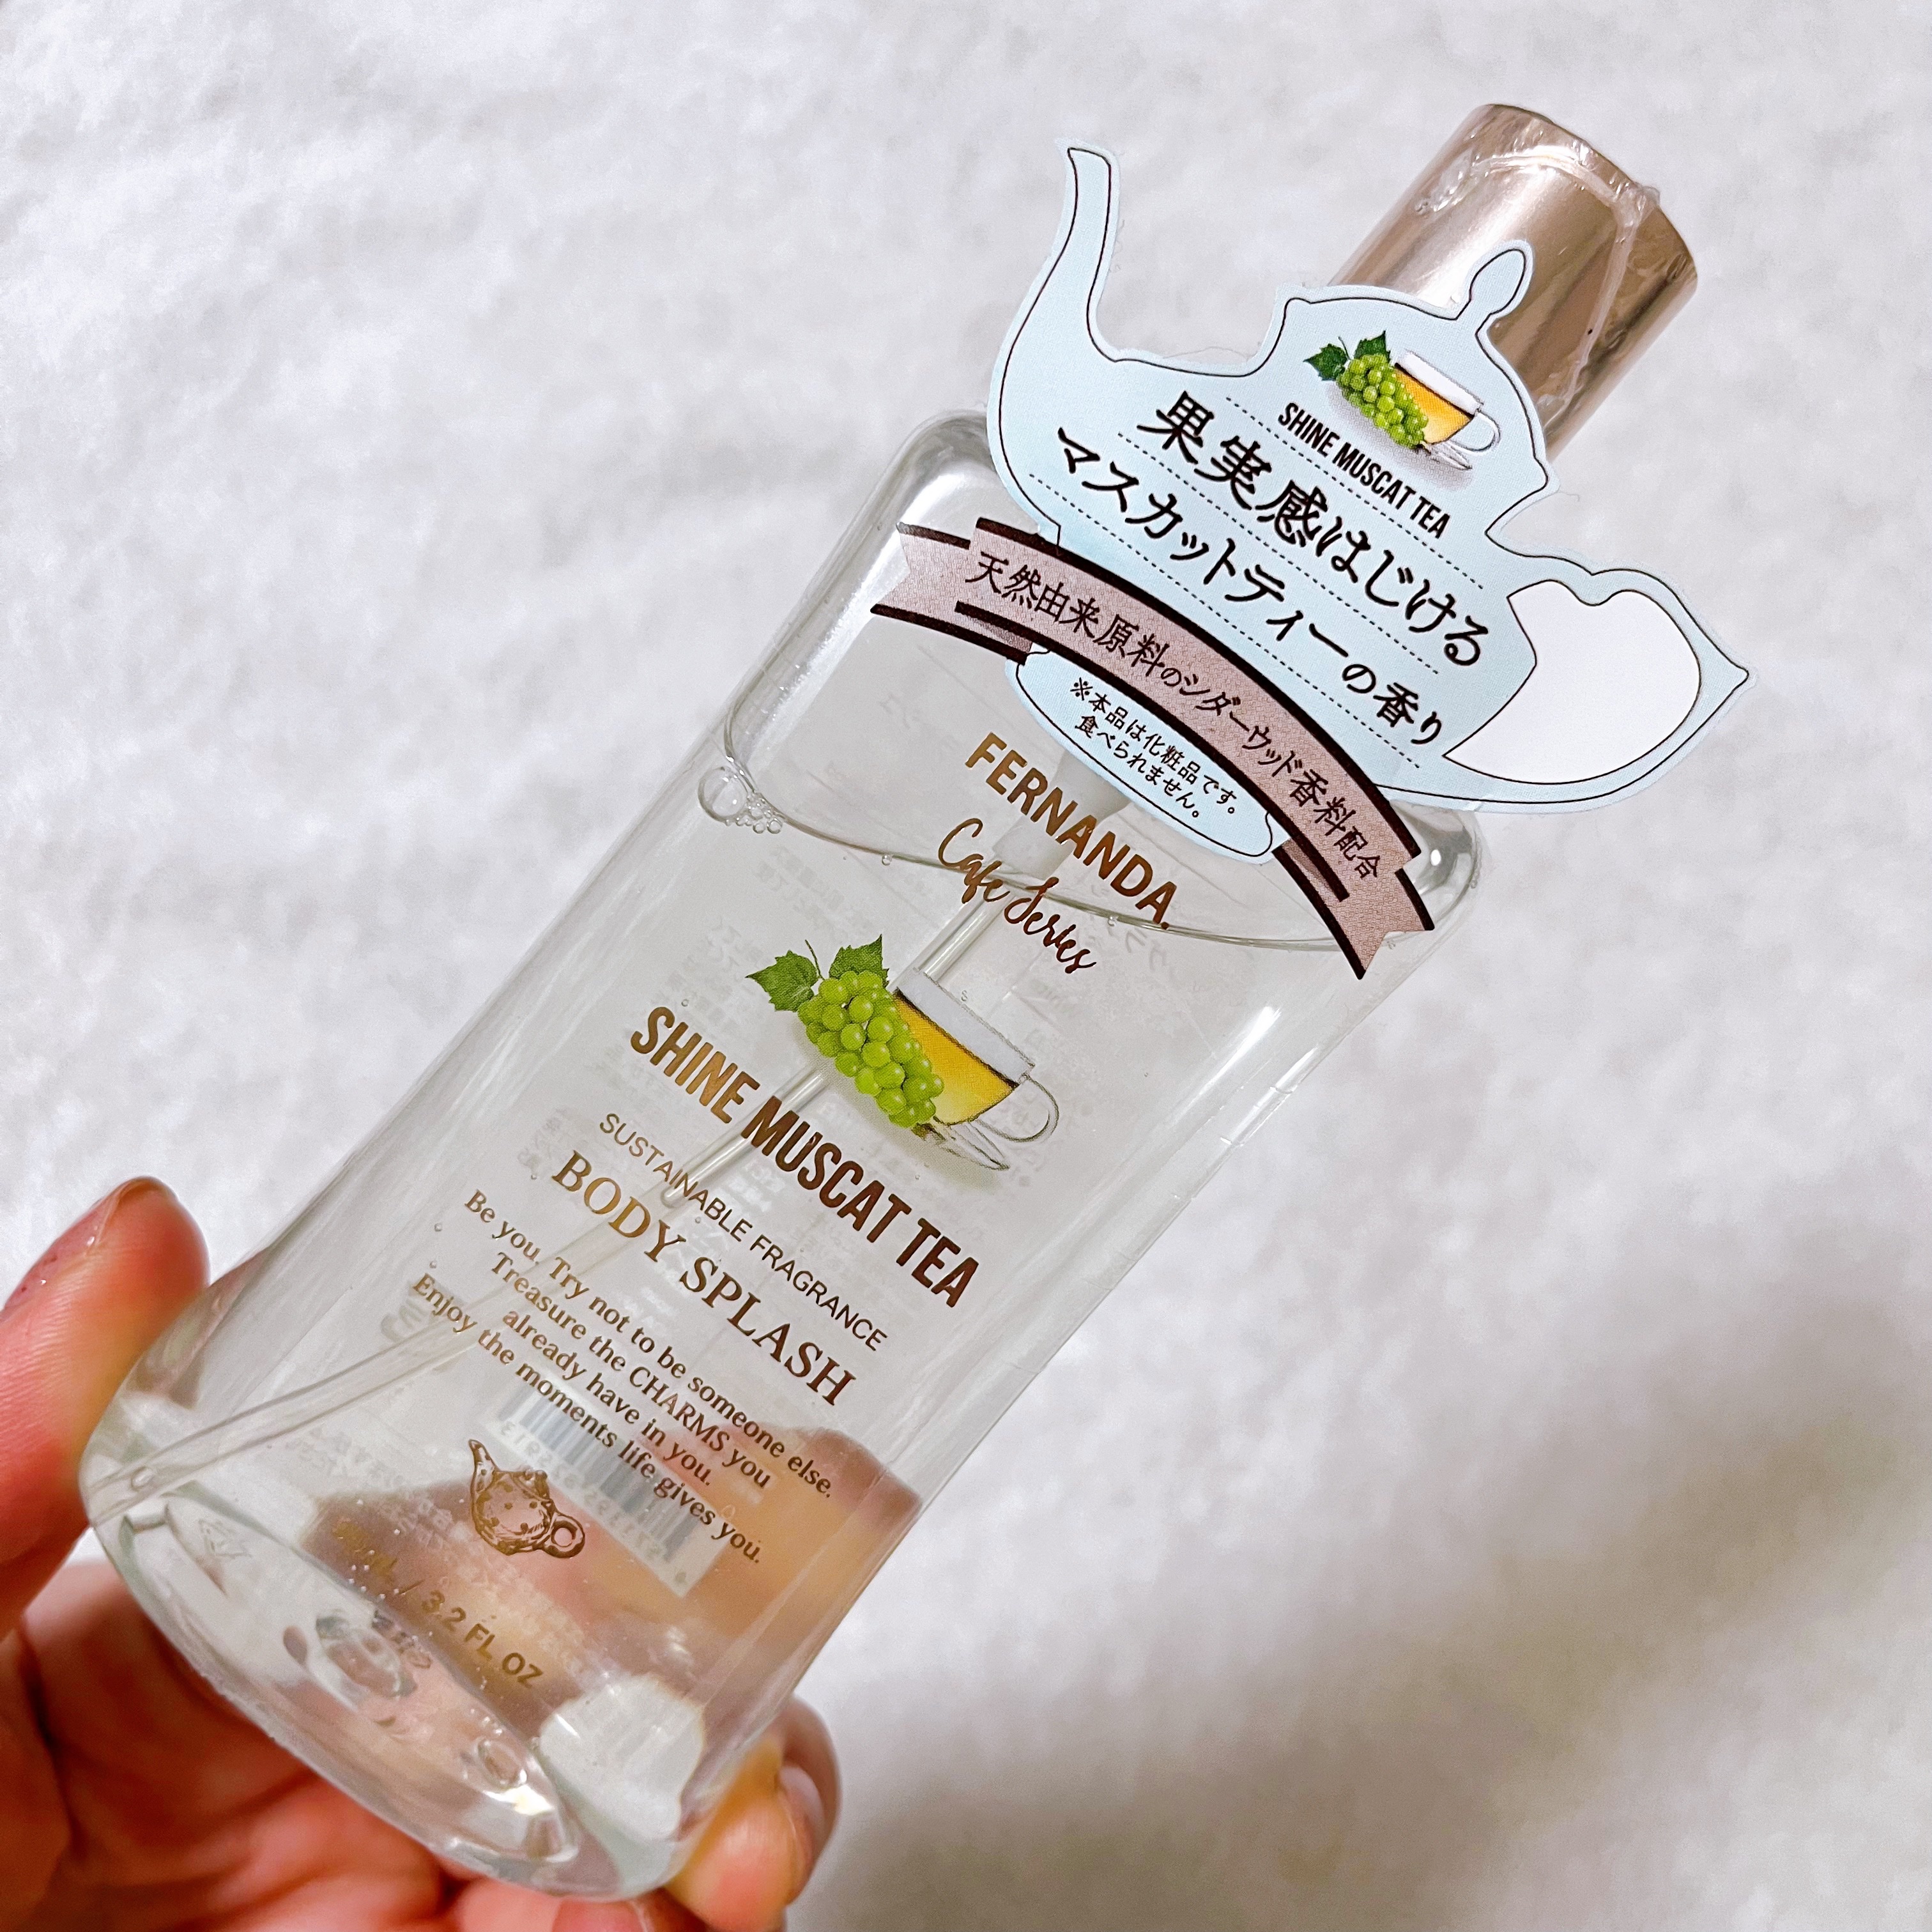 SHINE MUSCAT TEA
果実感はじける
マスカットティーの香り
天然由来原料のシダーウッド香料配合
※本品は化粧品です。
食べられません。
FERNANDA.
Cafe Series
SHINE MUSCAT TEA
SUSTAINABLE FRAGRANCE
BODY SPLASH
Be you. Try not to be someone else.
Treasure the CHARMS you
already have in you.
Enjoy the moments life gives you.
/ 3.2 FL OZ